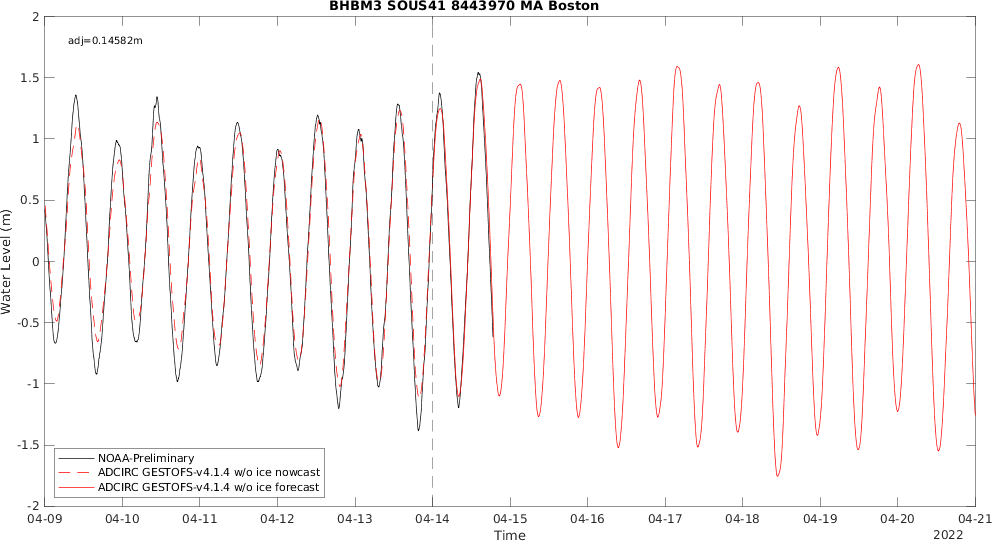 BHBM3 SOUS41 8443970 MA Boston
adj=0.14582m
2
1.5
1
0.5
0
-0.5
-1
-1.5
-2
Water Level (m)
NOAA-Preliminary
ADCIRC GESTOFS-v4.1.4 w/o ice nowcast
ADCIRC GESTOFS-v4.1.4 w/o ice forecast
04-09 04-10 04-11 04-12 04-13 04-14 04-15 04-16 04-17 04-18 04-19 04-20 04-21
Time
2022